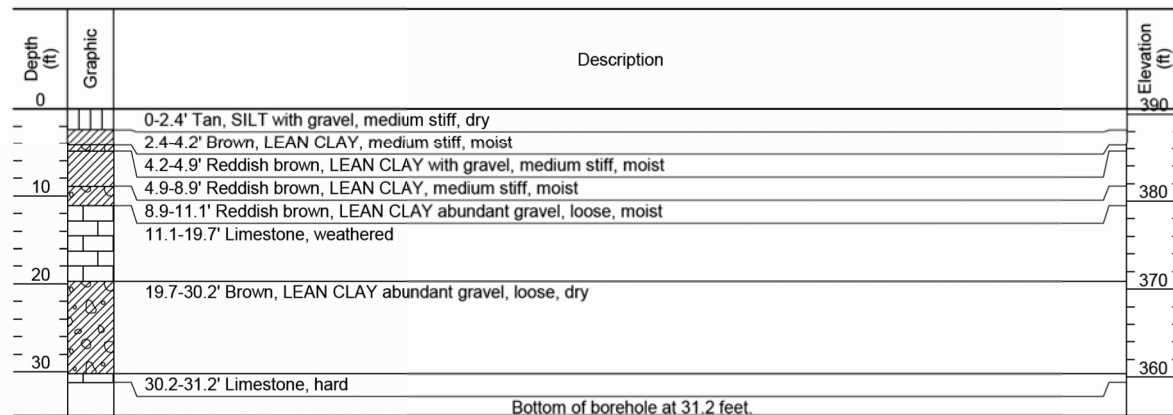 Depth (ft) Graphic Description Elevation (ft)
0 390
0-2.4' Tan, SILT with gravel, medium stiff, dry
2.4-4.2' Brown, LEAN CLAY, medium stiff, moist
4.2-4.9' Reddish brown, LEAN CLAY with gravel, medium stiff, moist
4.9-8.9' Reddish brown, LEAN CLAY, medium stiff, moist
10 380
8.9-11.1' Reddish brown, LEAN CLAY abundant gravel, loose, moist
11.1-19.7' Limestone, weathered
20 370
19.7-30.2' Brown, LEAN CLAY abundant gravel, loose, dry
30 360
30.2-31.2' Limestone, hard
Bottom of borehole at 31.2 feet.